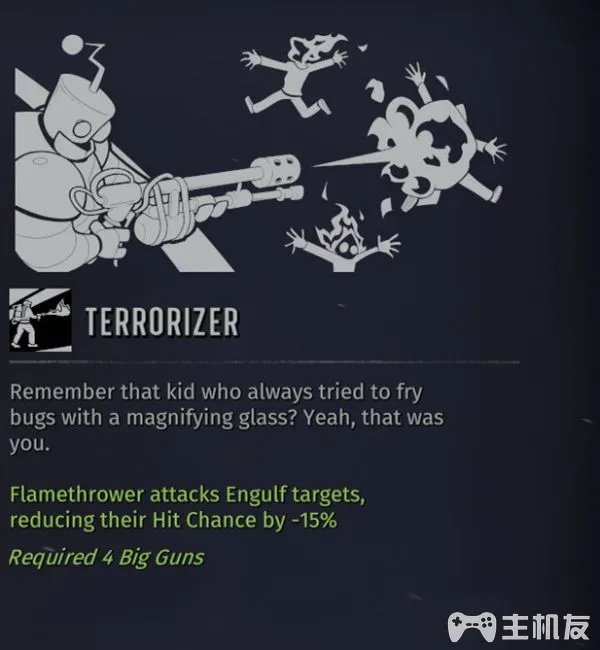 TERRORIZER
Remember that kid who always tried to fry
bugs with a magnifying glass? Yeah, that was
you.
Flamethrower attacks Engulf targets,
reducing their Hit Chance by -15%
Required 4 Big Guns
主机友